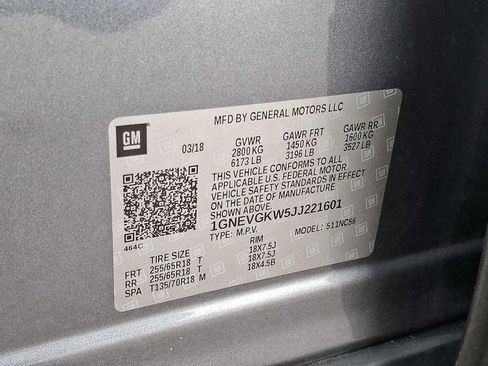 MFD BY GENERAL MOTORS LLC
GM
03/18 GVWR GAWR FRT GAWR RR
2800 KG 1450 KG 1600 KG
6173 LB 3196 LB 3527 LB
THIS VEHICLE CONFORMS TO ALL
APPLICABLE U.S. FEDERAL MOTOR
VEHICLE SAFETY STANDARDS IN EFFECT
ON THE DATE OF MANUFACTURE
SHOWN ABOVE.
1GNEVGKW5JJ221601
TYPE: M.P.V. MODEL: 511NC56
464C
TIRE SIZE RIM
FRT 255/65R18 T 18X7.5J
RR 255/65R18 T 18X7.5J
SPA T135/70R18 M 18X4.5B